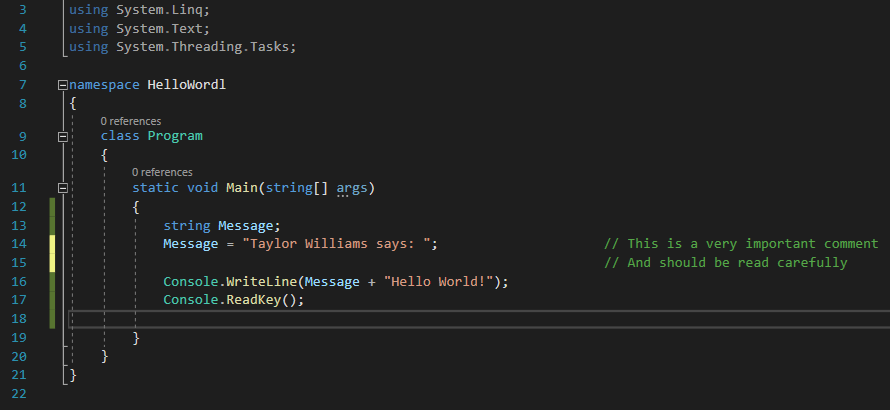 3 using System.Linq;
4 using System.Text;
5 using System.Threading.Tasks;
6
7 namespace HelloWordl
8 {
0 references
9 class Program
10 {
0 references
11 static void Main(string[] args)
12 {
13 string Message;
14 Message = "Taylor Williams says: "; // This is a very important comment
15 // And should be read carefully
16 Console.WriteLine(Message + "Hello World!");
17 Console.ReadKey();
18
19 }
20 }
21 }
22